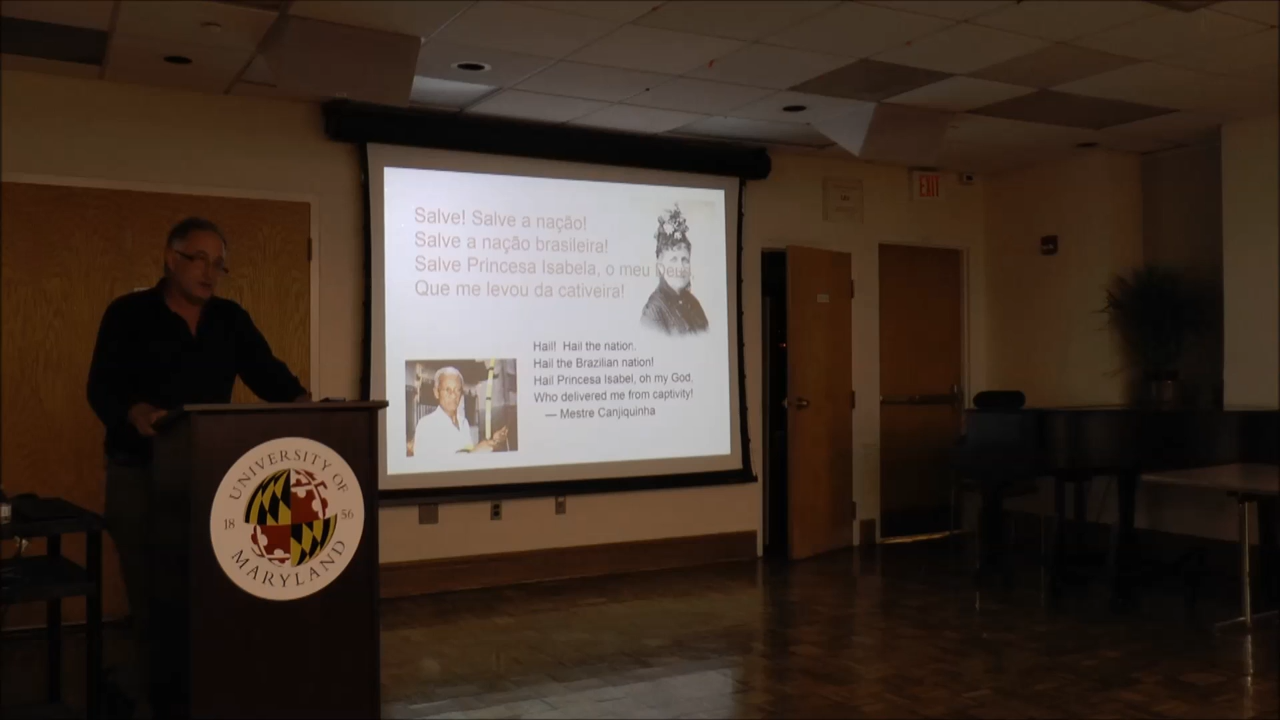 Salve! Salve a nação!
Salve a nação brasileira!
Salve Princesa Isabela, o meu Deus,
Que me levou da cativeira!
Hail! Hail the nation.
Hail the Brazilian nation!
Hail Princesa Isabel, oh my God,
Who delivered me from captivity!
— Mestre Canjiquinha
EXIT
UNIVERSITY OF
18 56
MARYLAND